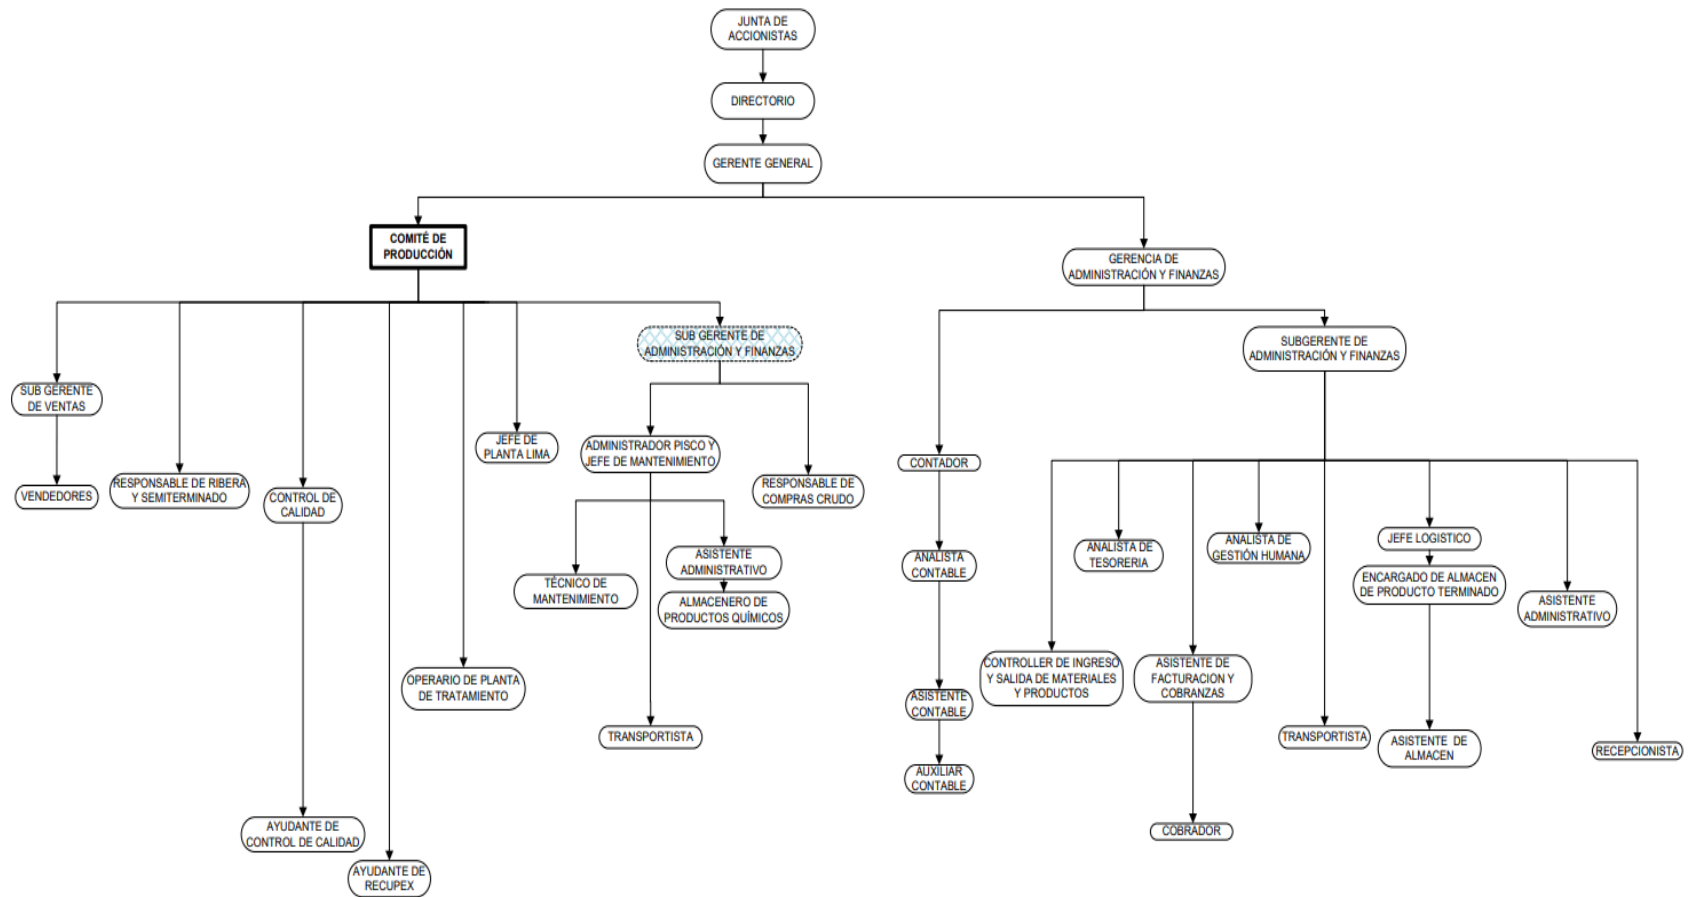 JUNTA DE
ACCIONISTAS
DIRECTORIO
GERENTE GENERAL
COMITÉ DE
PRODUCCIÓN
GERENCIA DE
ADMINISTRACIÓN Y FINANZAS
SUB GERENTE DE
ADMINISTRACIÓN Y FINANZAS
SUBGERENTE DE
ADMINISTRACIÓN Y FINANZAS
SUB GERENTE
DE VENTAS
VENDEDORES
RESPONSABLE DE RIBERA
Y SEMITERMINADO
CONTROL DE
CALIDAD
JEFE DE
PLANTA LIMA
ADMINISTRADOR PISCO Y
JEFE DE MANTENIMIENTO
RESPONSABLE DE
COMPRAS CRUDO
TÉCNICO DE
MANTENIMIENTO
ASISTENTE
ADMINISTRATIVO
ALMACENERO DE
PRODUCTOS QUÍMICOS
OPERARIO DE PLANTA
DE TRATAMIENTO
TRANSPORTISTA
AYUDANTE DE
CONTROL DE CALIDAD
AYUDANTE DE
RECUPEX
CONTADOR
ANALISTA
CONTABLE
ASISTENTE
CONTABLE
AUXILIAR
CONTABLE
ANALISTA DE
TESORERIA
ANALISTA DE
GESTIÓN HUMANA
JEFE LOGISTICO
ENCARGADO DE ALMACEN
DE PRODUCTO TERMINADO
ASISTENTE
ADMINISTRATIVO
CONTROLLER DE INGRESO
Y SALIDA DE MATERIALES
Y PRODUCTOS
ASISTENTE DE
FACTURACION Y
COBRANZAS
TRANSPORTISTA
ASISTENTE DE
ALMACEN
RECEPCIONISTA
COBRADOR